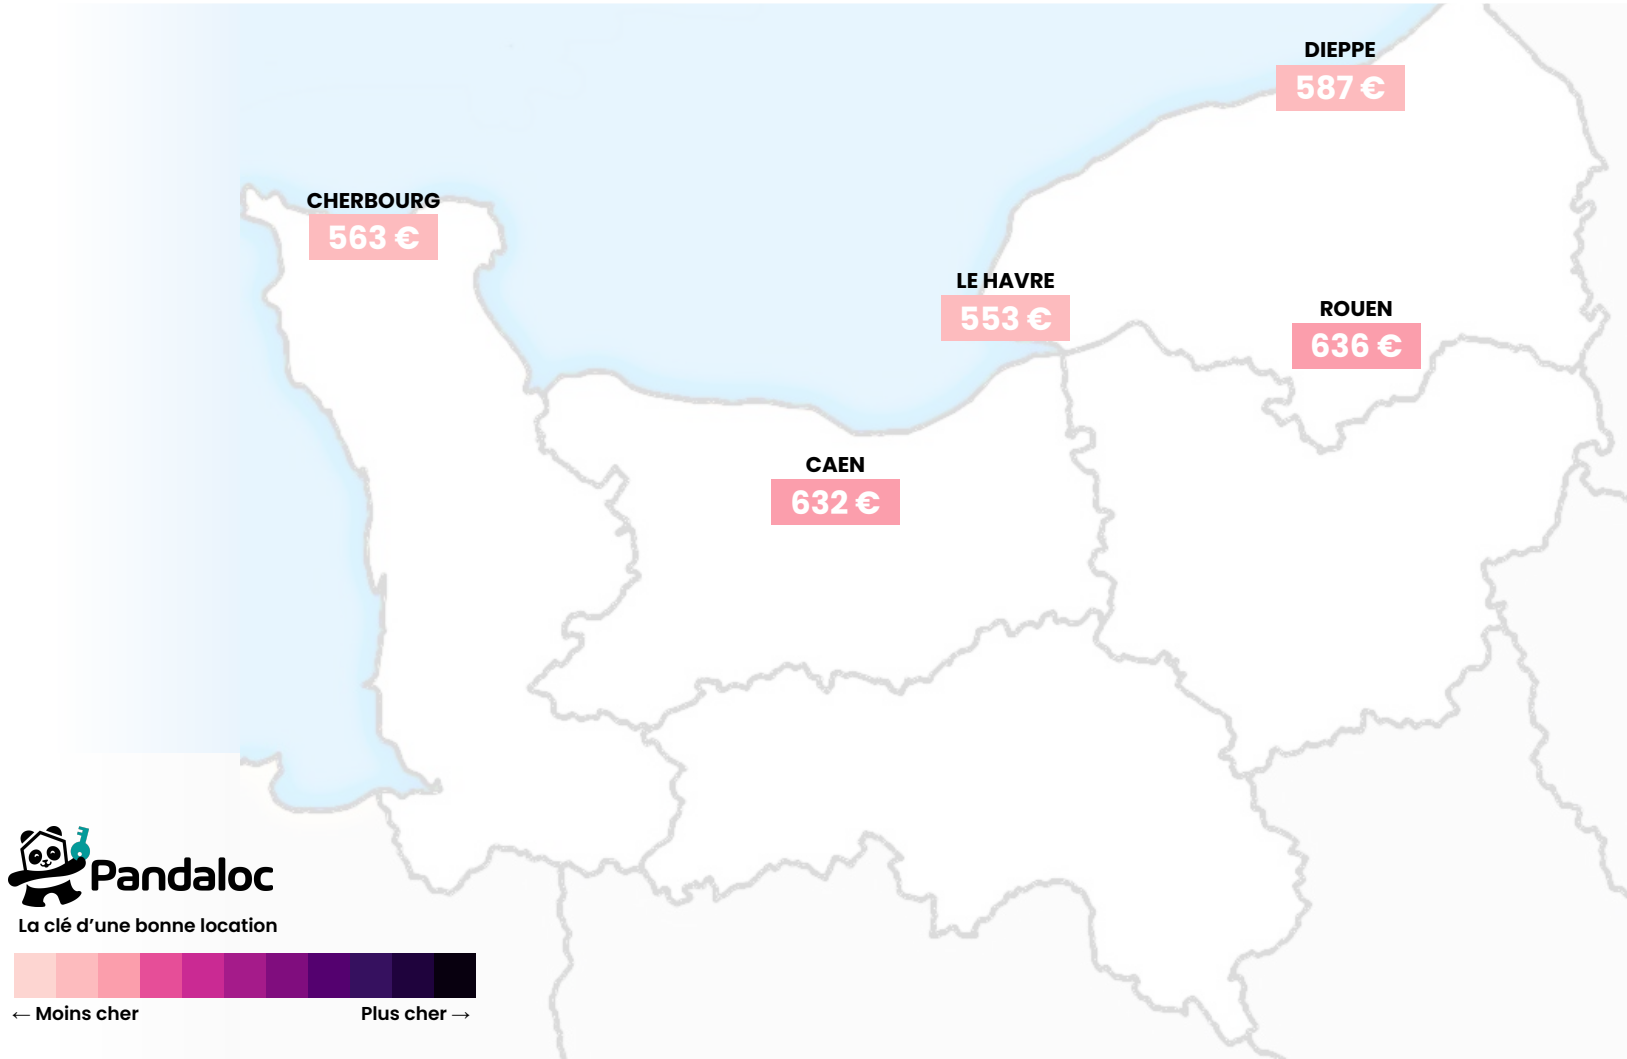 DIEPPE
587 €
CHERBOURG
563 €
LE HAVRE
553 €
ROUEN
636 €
CAEN
632 €
Pandaloc
La clé d’une bonne location
← Moins cher
Plus cher →